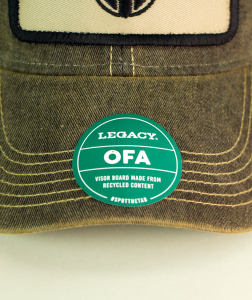 LEGACY.
OFA
VISOR BOARD MADE FROM
RECYCLED CONTENT
#SPOTTHETAG